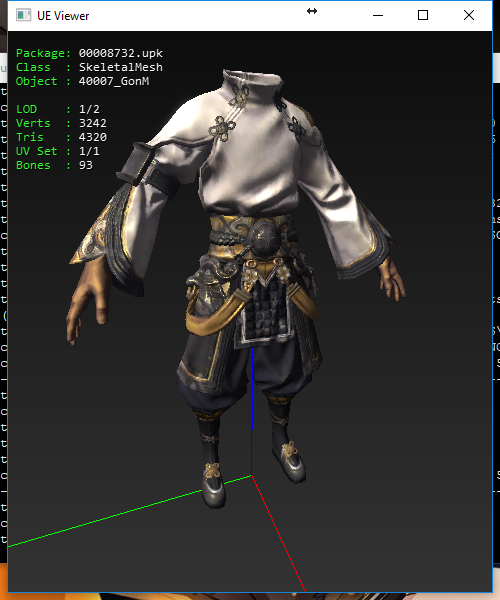 UE Viewer
Package: 00008732.upk
Class : SkeletalMesh
Object : 40007_GonM
LOD : 1/2
Verts : 3242
Tris : 4320
UV Set : 1/1
Bones : 93